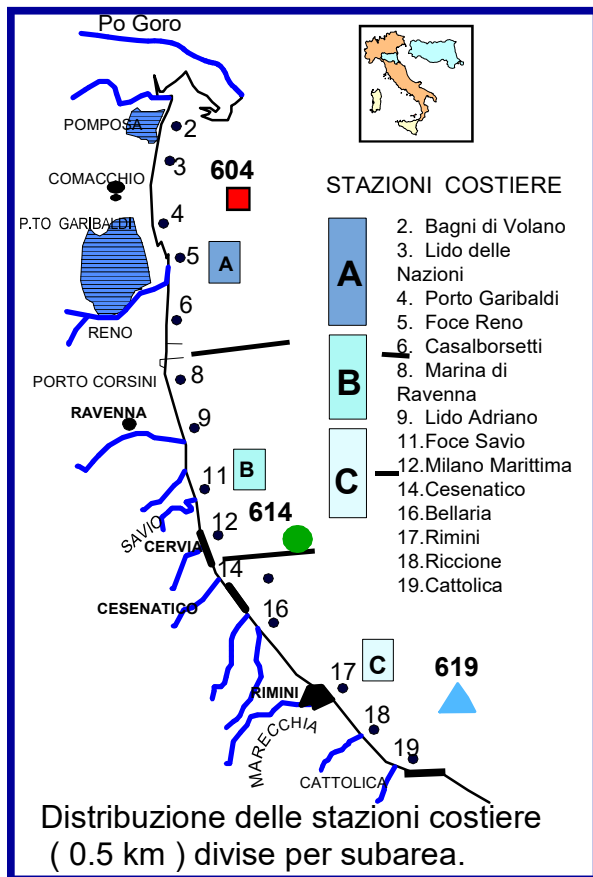 Po Goro
POMPOSA
2
3
604
COMACCHIO
STAZIONI COSTIERE
4
P.TO GARIBALDI
5
A
6
RENO
PORTO CORSINI
8
RAVENNA
9
11
B
SAVIO
12
614
CERVIA
14
CESENATICO
16
17
C
619
RIMINI
MARECCHIA
18
19
CATTOLICA
A
B
C
2. Bagni di Volano
3. Lido delle
Nazioni
4. Porto Garibaldi
5. Foce Reno
6. Casalborsetti
8. Marina di
Ravenna
9. Lido Adriano
11.Foce Savio
12.Milano Marittima
14.Cesenatico
16.Bellaria
17.Rimini
18.Riccione
19.Cattolica
Distribuzione delle stazioni costiere
( 0.5 km ) divise per subarea.